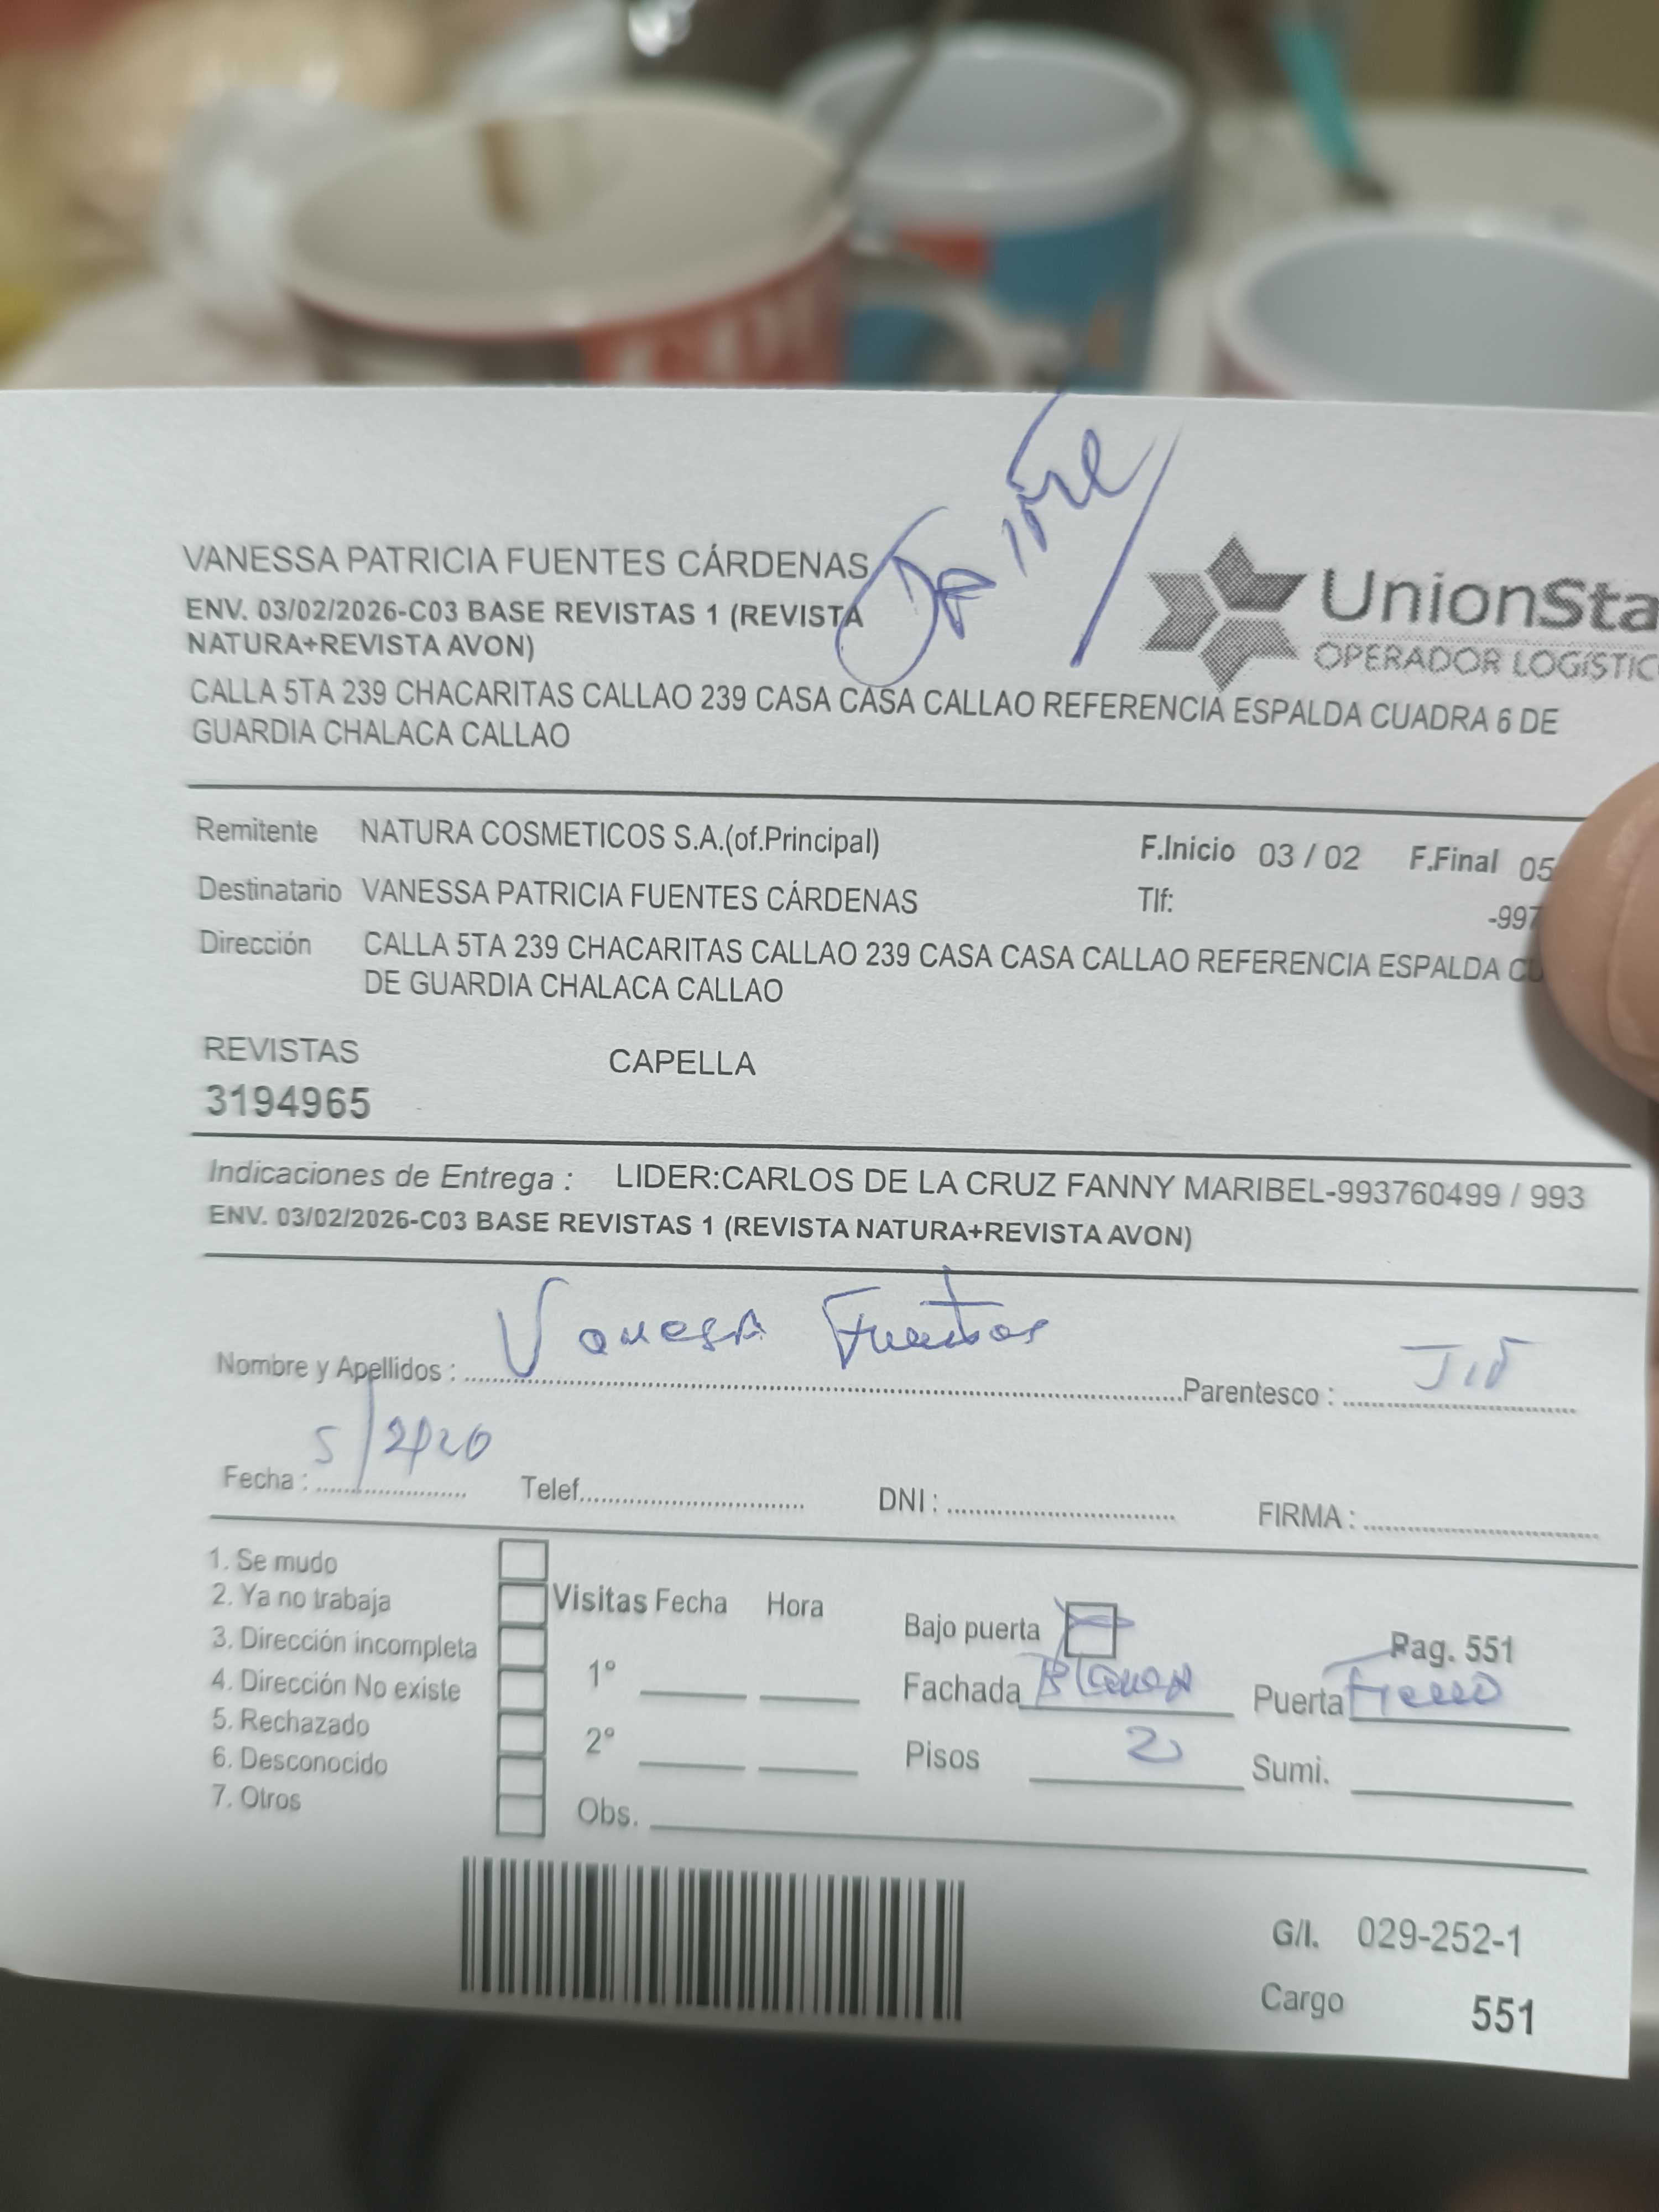 VANESSA PATRICIA FUENTES CÁRDENAS
ENV. 03/02/2026-C03 BASE REVISTAS 1 (REVISTA
NATURA+REVISTA AVON)
UnionSta
OPERADOR LOGÍSTIC
CALLA 5TA 239 CHACARITAS CALLAO 239 CASA CASA CALLAO REFERENCIA ESPALDA CUADRA 6 DE
GUARDIA CHALACA CALLAO
Remitente NATURA COSMETICOS S.A.(of.Principal) F.Inicio 03 / 02 F.Final 05
Destinatario VANESSA PATRICIA FUENTES CÁRDENAS Tlf: -997
Dirección CALLA 5TA 239 CHACARITAS CALLAO 239 CASA CASA CALLAO REFERENCIA ESPALDA CU
DE GUARDIA CHALACA CALLAO
REVISTAS CAPELLA
3194965
Indicaciones de Entrega : LIDER:CARLOS DE LA CRUZ FANNY MARIBEL-993760499 / 993
ENV. 03/02/2026-C03 BASE REVISTAS 1 (REVISTA NATURA+REVISTA AVON)
Nombre y Apellidos : Vanessa Fuentes Parentesco :
Fecha : Telef. DNI : FIRMA :
1. Se mudo
2. Ya no trabaja
3. Dirección incompleta
4. Dirección No existe
5. Rechazado
6. Desconocido
7. Otros
Visitas Fecha Hora
1°
2°
Obs.
Bajo puerta Pag. 551
Fachada Blanca Puerta Fierro
Pisos 2 Sumi.
G/I. 029-252-1
Cargo 551